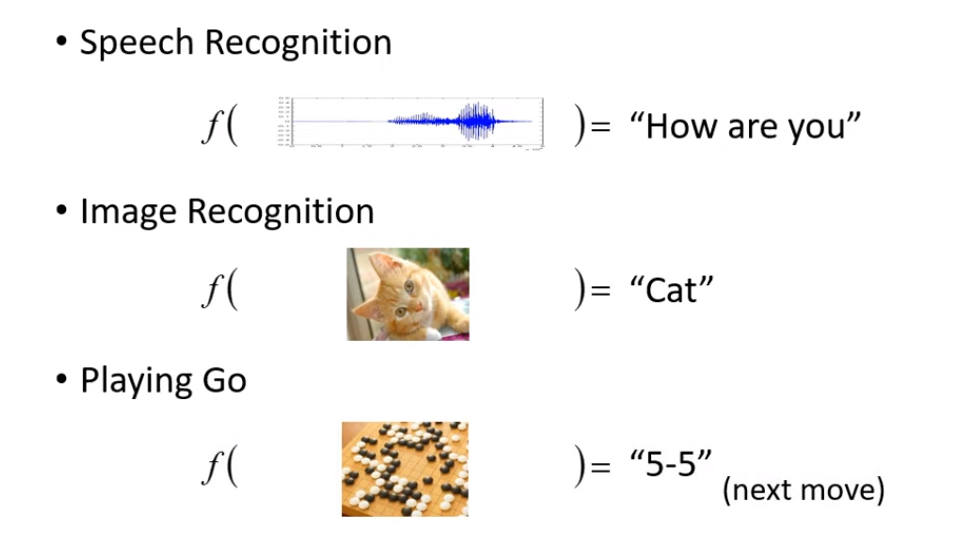 • Speech Recognition
f( )= “How are you”
• Image Recognition
f( )= “Cat”
• Playing Go
f( )= “5-5”
(next move)